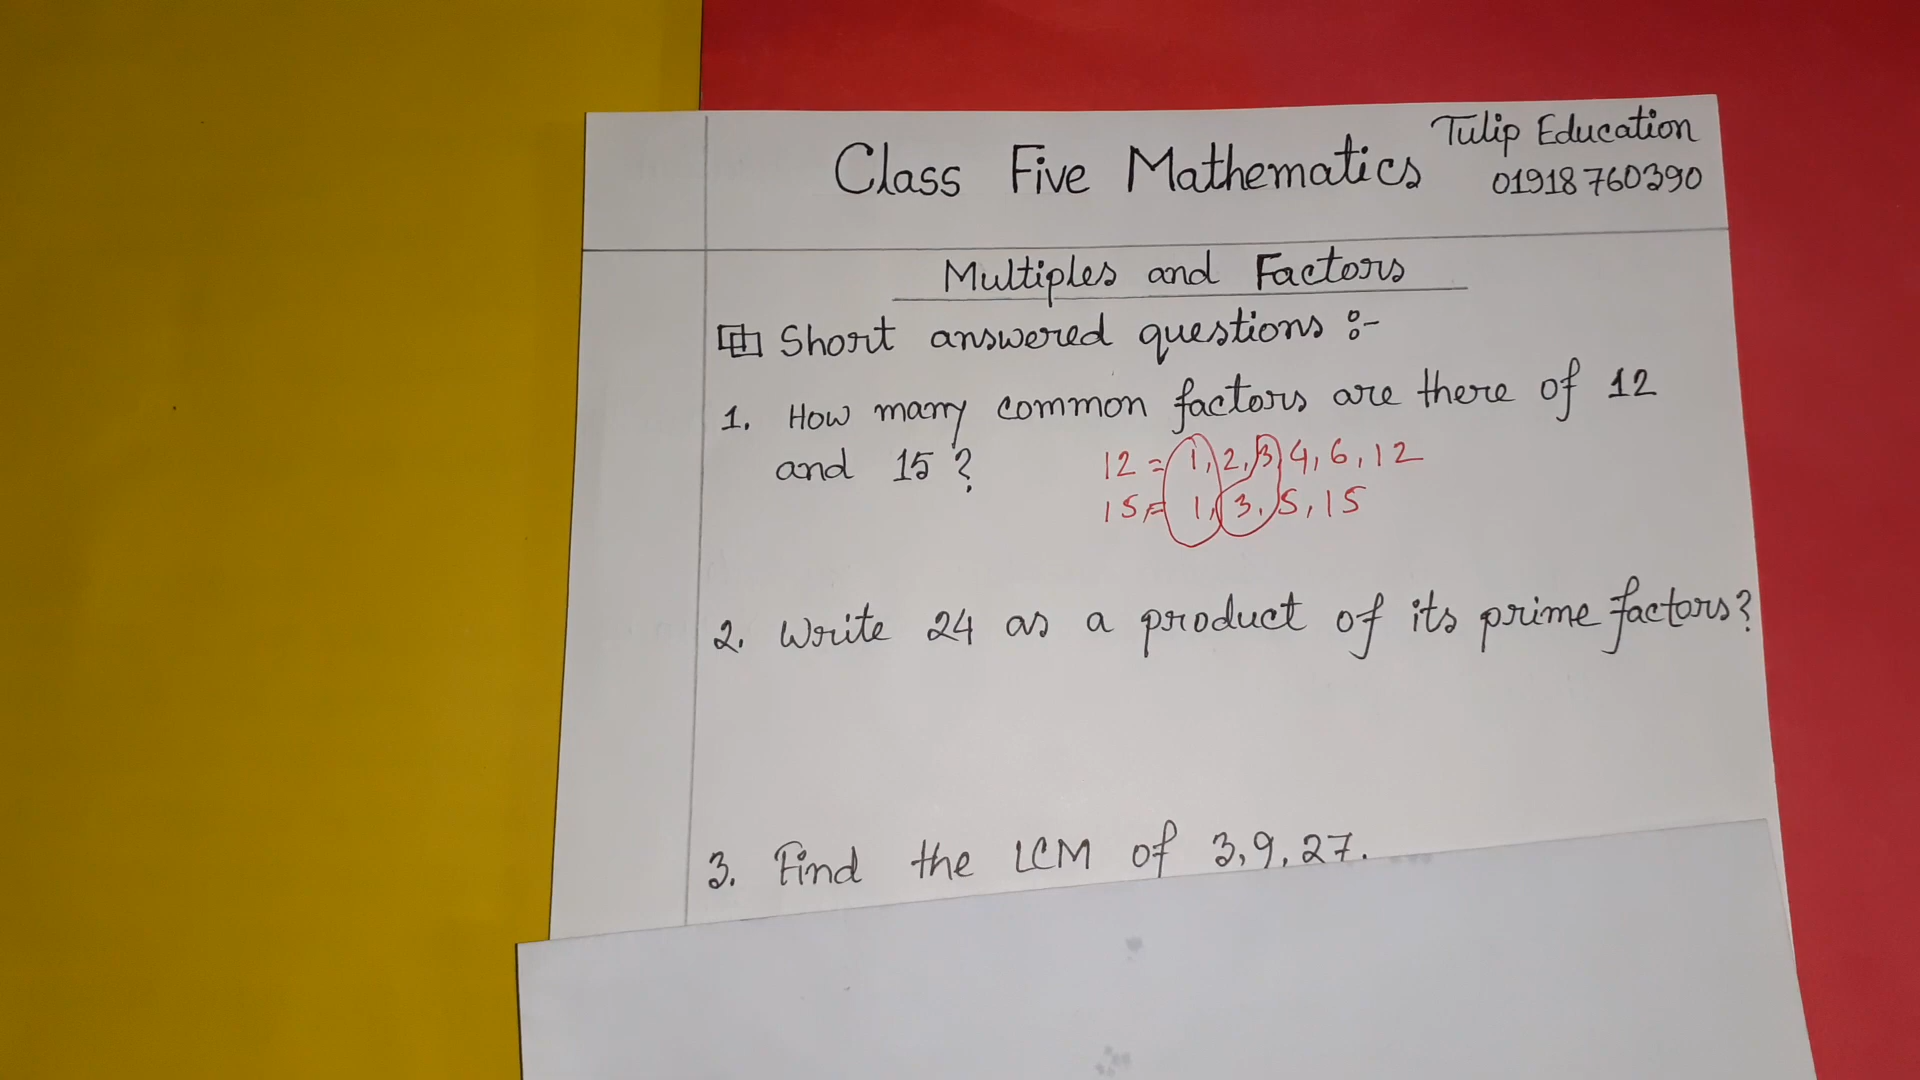 Class Five Mathematics
Tulip Education
01918760390
Multiples and Factors
Short answered questions :-
1. How many common factors are there of 12
and 15?
12 = 1, 2, 3, 4, 6, 12
15 = 1, 3, 5, 15
2. Write 24 as a product of its prime factors?
3. Find the LCM of 3, 9, 27.